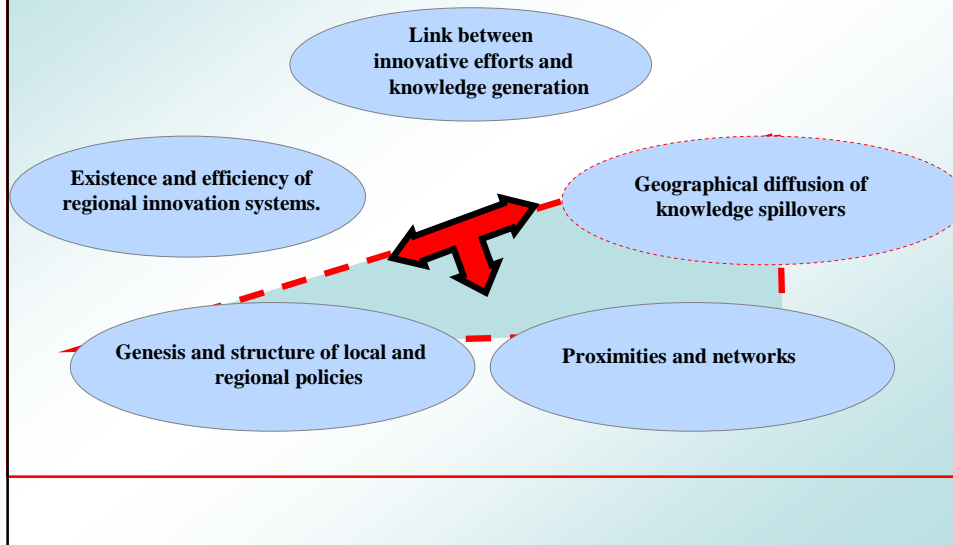 Link between
innovative efforts and
knowledge generation
Existence and efficiency of
regional innovation systems.
Geographical diffusion of
knowledge spillovers
Genesis and structure of local and
regional policies
Proximities and networks